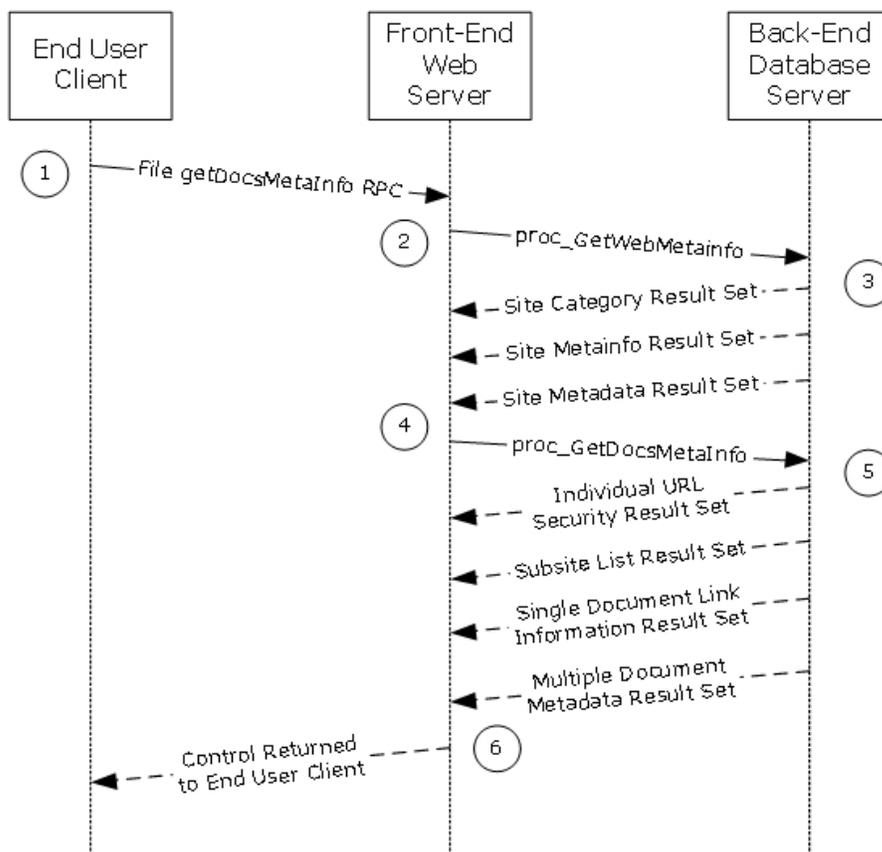 End User
Client
Front-End
Web
Server
Back-End
Database
Server
1
File getDocsMetaInfo RPC
2
proc_GetWebMetainfo
3
Site Category Result Set
Site Metainfo Result Set
Site Metadata Result Set
4
proc_GetDocsMetaInfo
5
Individual URL
Security Result Set
Subsite List Result Set
Single Document Link
Information Result Set
Multiple Document
Metadata Result Set
6
Control Returned
to End User Client